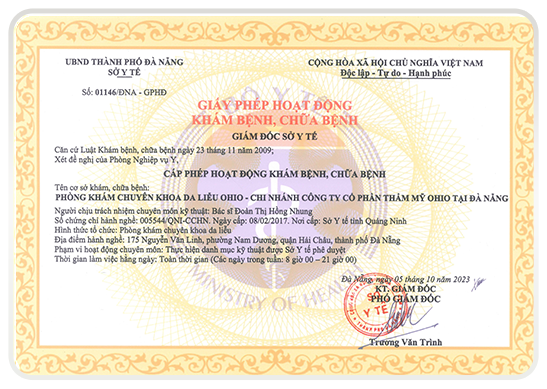 UBND THÀNH PHỐ ĐÀ NẴNG
SỞ Y TẾ
CỘNG HÒA XÃ HỘI CHỦ NGHĨA VIỆT NAM
Độc lập - Tự do - Hạnh phúc
Số: 01146/ĐNA - GPHĐ
GIẤY PHÉP HOẠT ĐỘNG
KHÁM BỆNH, CHỮA BỆNH
GIÁM ĐỐC SỞ Y TẾ
Căn cứ Luật Khám bệnh, chữa bệnh ngày 23 tháng 11 năm 2009;
Xét đề nghị của Phòng Nghiệp vụ Y,
CẤP PHÉP HOẠT ĐỘNG KHÁM BỆNH, CHỮA BỆNH
Tên cơ sở khám, chữa bệnh:
PHÒNG KHÁM CHUYÊN KHOA DA LIỄU OHIO - CHI NHÁNH CÔNG TY CỔ PHẦN THẨM MỸ OHIO TẠI ĐÀ NẴNG
Người chịu trách nhiệm chuyên môn kỹ thuật: Bác sĩ Đoàn Thị Hồng Nhung
Số chứng chỉ hành nghề: 005544/QNI-CCHN. Ngày cấp: 08/02/2017. Nơi cấp: Sở Y tế tỉnh Quảng Ninh
Hình thức tổ chức: Phòng khám chuyên khoa da liễu
Địa điểm hành nghề: 175 Nguyễn Văn Linh, phường Nam Dương, quận Hải Châu, thành phố Đà Nẵng
Phạm vi hoạt động chuyên môn: Thực hiện danh mục kỹ thuật được Sở Y tế phê duyệt
Thời gian làm việc hằng ngày: Toàn thời gian (Các ngày trong tuần: 8 giờ 00 – 21 giờ 00)
Đà Nẵng, ngày 05 tháng 10 năm 2023
KT. GIÁM ĐỐC
PHÓ GIÁM ĐỐC
SỞ
Y TẾ
Trương Văn Trình
SỞ Y TẾ
MINISTRY OF HEA